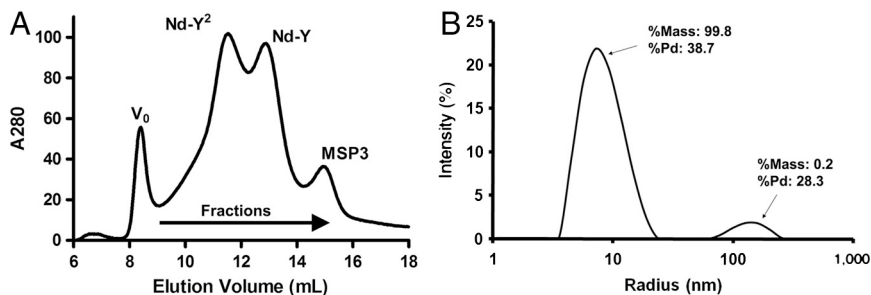 A
Nd-Y²
Nd-Y
V₀
MSP3
Fractions
A280
100
80
60
40
20
0
6 8 10 12 14 16 18
Elution Volume (mL)
B
%Mass: 99.8
%Pd: 38.7
%Mass: 0.2
%Pd: 28.3
Intensity (%)
25
20
15
10
5
0
1 10 100 1,000
Radius (nm)